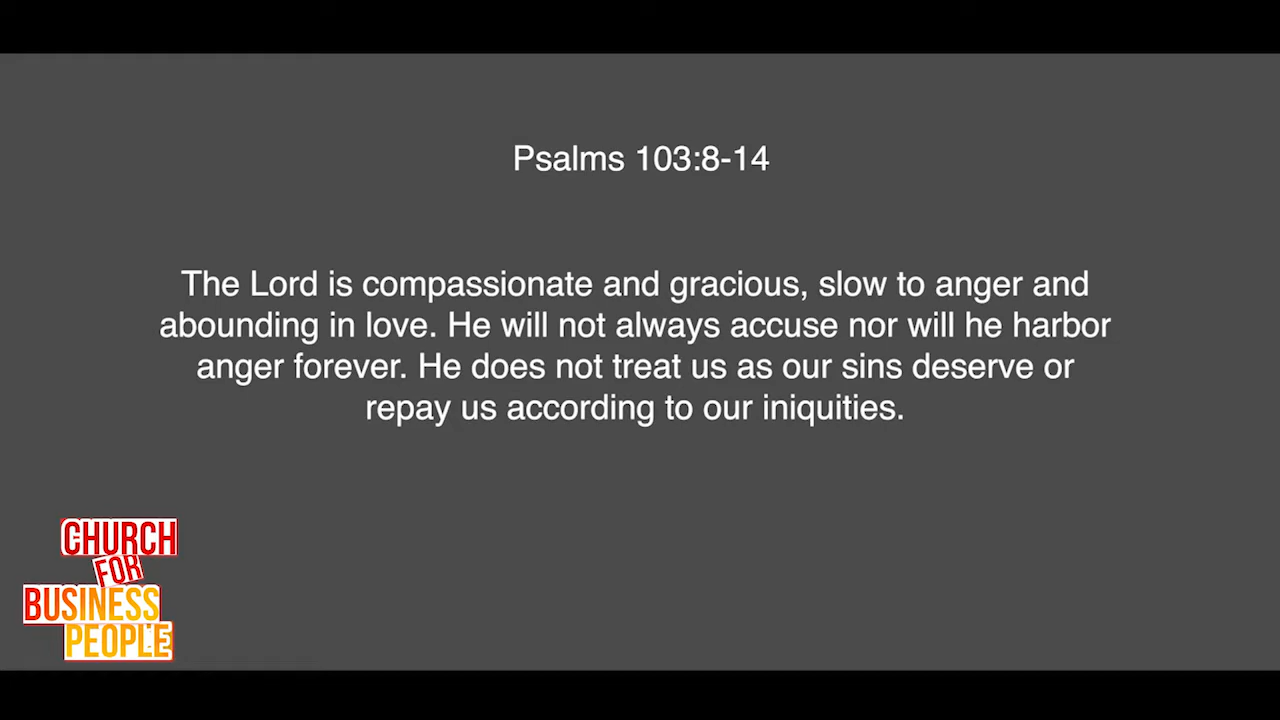 Psalms 103:8-14
The Lord is compassionate and gracious, slow to anger and
abounding in love. He will not always accuse nor will he harbor
anger forever. He does not treat us as our sins deserve or
repay us according to our iniquities.
CHURCH
FOR
BUSINESS
PEOPLE